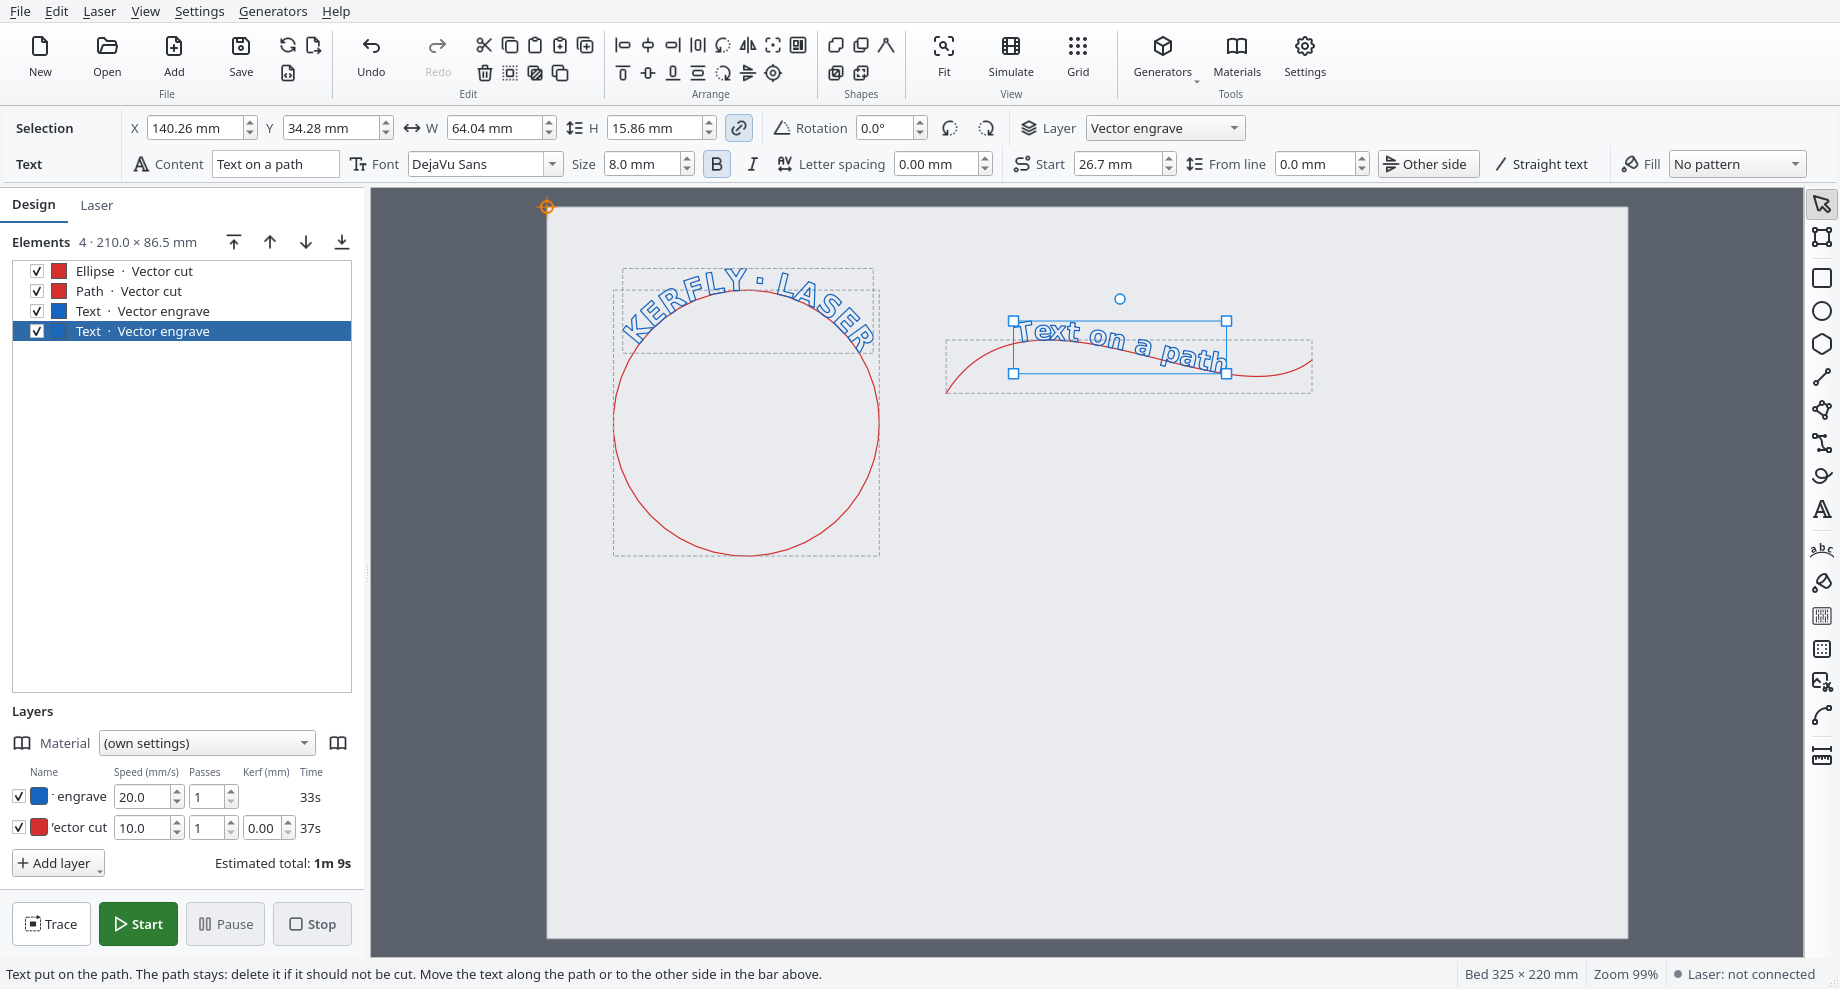 File Edit Laser View Settings Generators Help
New Open Add Save Undo Redo Fit Simulate Grid Generators Materials Settings
File Edit Arrange Shapes View Tools
Selection X 140.26 mm Y 34.28 mm W 64.04 mm H 15.86 mm Rotation 0.0° Layer Vector engrave
Text Content Text on a path Font DejaVu Sans Size 8.0 mm B I Letter spacing 0.00 mm Start 26.7 mm From line 0.0 mm Other side Straight text Fill No pattern
Design Laser
Elements 4 · 210.0 × 86.5 mm
Ellipse · Vector cut
Path · Vector cut
Text · Vector engrave
Text · Vector engrave
KERFLY · LASER
Text on a path
abc
Layers
Material (own settings)
Name Speed (mm/s) Passes Kerf (mm) Time
engrave 20.0 1 33s
ector cut 10.0 1 0.00 37s
Add layer Estimated total: 1m 9s
Trace Start Pause Stop
Text put on the path. The path stays: delete it if it should not be cut. Move the text along the path or to the other side in the bar above.
Bed 325 × 220 mm Zoom 99% Laser: not connected